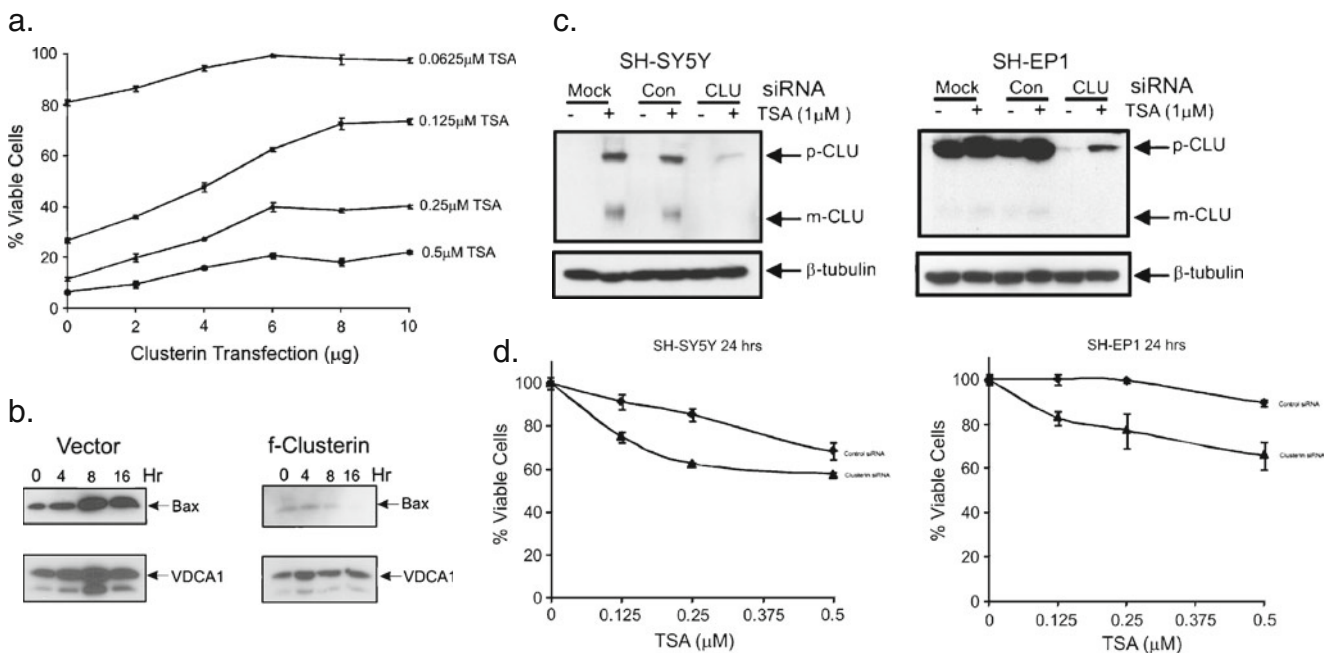 a.
100
80
60
40
20
0
% Viable Cells
0 2 4 6 8 10
Clusterin Transfection (μg)
0.0625μM TSA
0.125μM TSA
0.25μM TSA
0.5μM TSA
b.
Vector
0 4 8 16 Hr
Bax
VDCA1
f-Clusterin
0 4 8 16 Hr
Bax
VDCA1
c.
SH-SY5Y
Mock Con CLU siRNA
- + - + - + TSA (1μM )
p-CLU
m-CLU
β-tubulin
SH-EP1
Mock Con CLU siRNA
- + - + - + TSA (1μM)
p-CLU
m-CLU
β-tubulin
d.
SH-SY5Y 24 hrs
100
80
60
40
20
0
% Viable Cells
0 0.125 0.25 0.375 0.5
TSA (μM)
Control siRNA
Clusterin siRNA
SH-EP1 24 hrs
100
80
60
40
20
0
% Viable Cells
0 0.125 0.25 0.375 0.5
TSA (μM)
Control siRNA
Clusterin siRNA